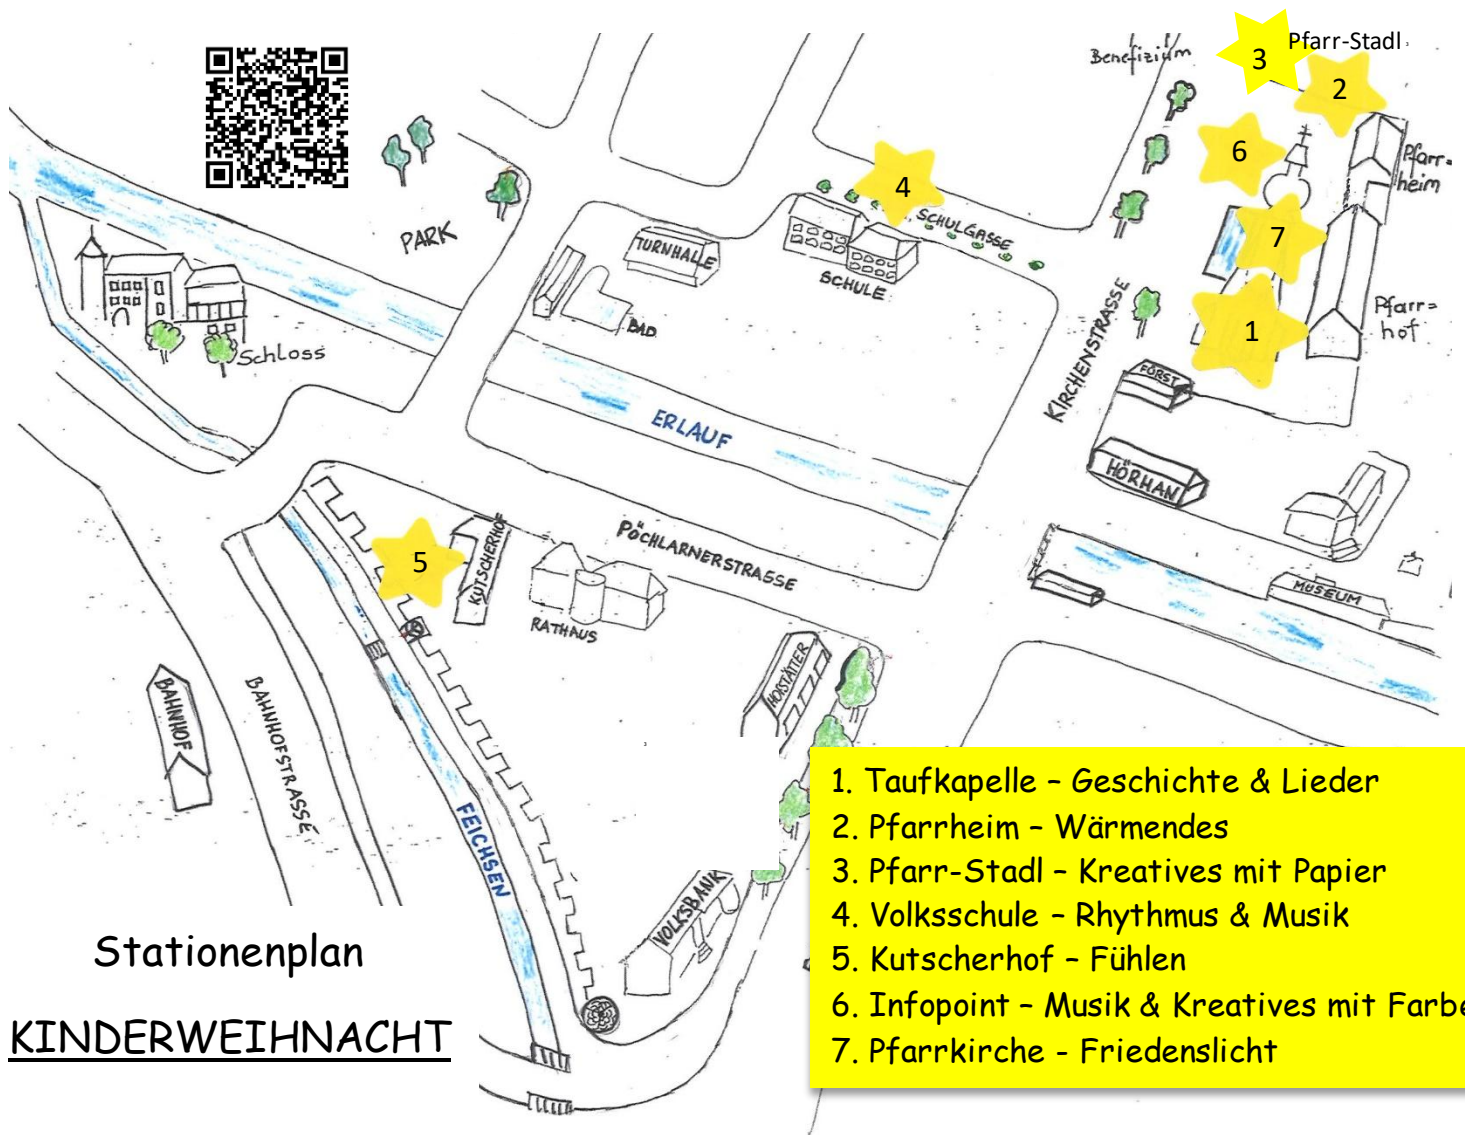 Pfarr-Stadl
3
Benefizium
2
6
Pfarr=
heim
4
SCHULGASSE
PARK
TURNHALLE
SCHULE
7
BAD
Schloss
KIRCHENSTRASSE
1
Pfarr=
hof
FÜRST
ERLAUF
HÖRHAN
5
KUTSCHERHOF
PÖCHLARNERSTRASSE
RATHAUS
MUSEUM
HOFSTÄTTER
BAHNHOF
BAHNHOFSTRASSE
FEICHSEN
VOLKSBANK
1. Taufkapelle – Geschichte & Lieder
2. Pfarrheim – Wärmendes
3. Pfarr-Stadl – Kreatives mit Papier
4. Volksschule – Rhythmus & Musik
5. Kutscherhof – Fühlen
6. Infopoint – Musik & Kreatives mit Farbe
7. Pfarrkirche - Friedenslicht
Stationenplan
KINDERWEIHNACHT